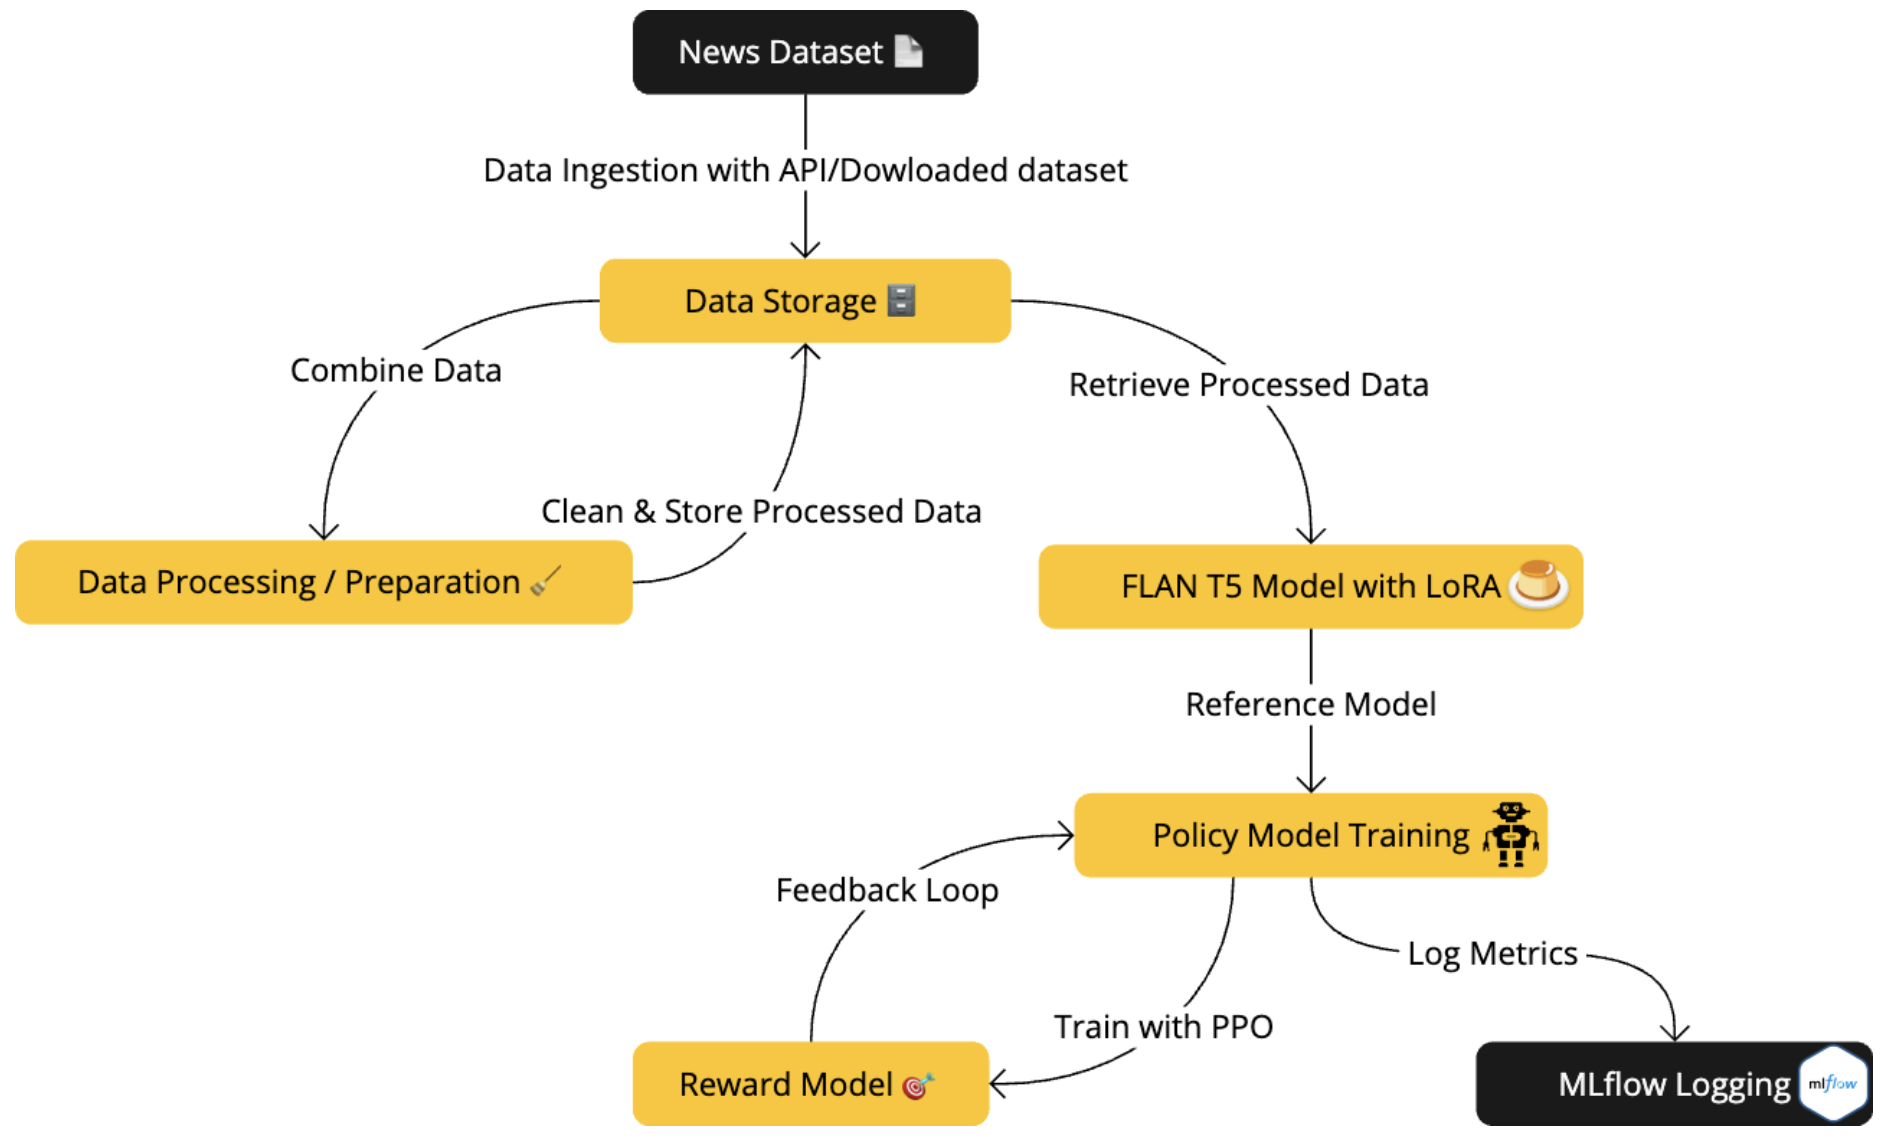 News Dataset
Data Ingestion with API/Dowloaded dataset
Data Storage
Combine Data
Retrieve Processed Data
Clean & Store Processed Data
Data Processing / Preparation
FLAN T5 Model with LoRA
Reference Model
Policy Model Training
Feedback Loop
Log Metrics
Train with PPO
Reward Model
MLflow Logging
mlflow